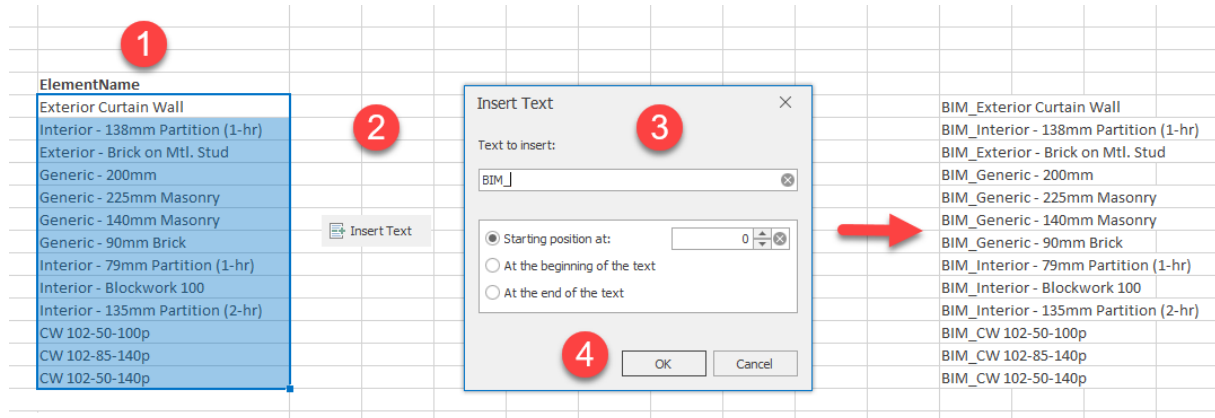 1
ElementName
Exterior Curtain Wall
Interior - 138mm Partition (1-hr)
Exterior - Brick on Mtl. Stud
Generic - 200mm
Generic - 225mm Masonry
Generic - 140mm Masonry
Generic - 90mm Brick
Interior - 79mm Partition (1-hr)
Interior - Blockwork 100
Interior - 135mm Partition (2-hr)
CW 102-50-100p
CW 102-85-140p
CW 102-50-140p
2
Insert Text
Insert Text
3
Text to insert:
BIM_
Starting position at:
0
At the beginning of the text
At the end of the text
4
OK
Cancel
BIM_Exterior Curtain Wall
BIM_Interior - 138mm Partition (1-hr)
BIM_Exterior - Brick on Mtl. Stud
BIM_Generic - 200mm
BIM_Generic - 225mm Masonry
BIM_Generic - 140mm Masonry
BIM_Generic - 90mm Brick
BIM_Interior - 79mm Partition (1-hr)
BIM_Interior - Blockwork 100
BIM_Interior - 135mm Partition (2-hr)
BIM_CW 102-50-100p
BIM_CW 102-85-140p
BIM_CW 102-50-140p